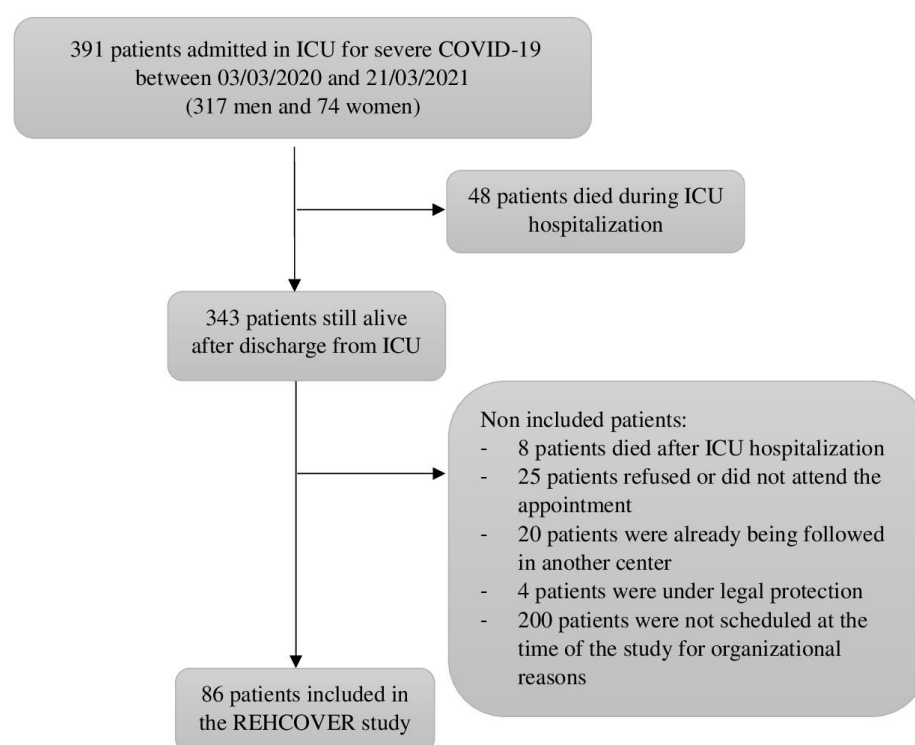 391 patients admitted in ICU for severe COVID-19
between 03/03/2020 and 21/03/2021
(317 men and 74 women)
48 patients died during ICU
hospitalization
343 patients still alive
after discharge from ICU
Non included patients:
- 8 patients died after ICU hospitalization
- 25 patients refused or did not attend the
appointment
- 20 patients were already being followed
in another center
- 4 patients were under legal protection
- 200 patients were not scheduled at the
time of the study for organizational
reasons
86 patients included in
the REHCOVER study